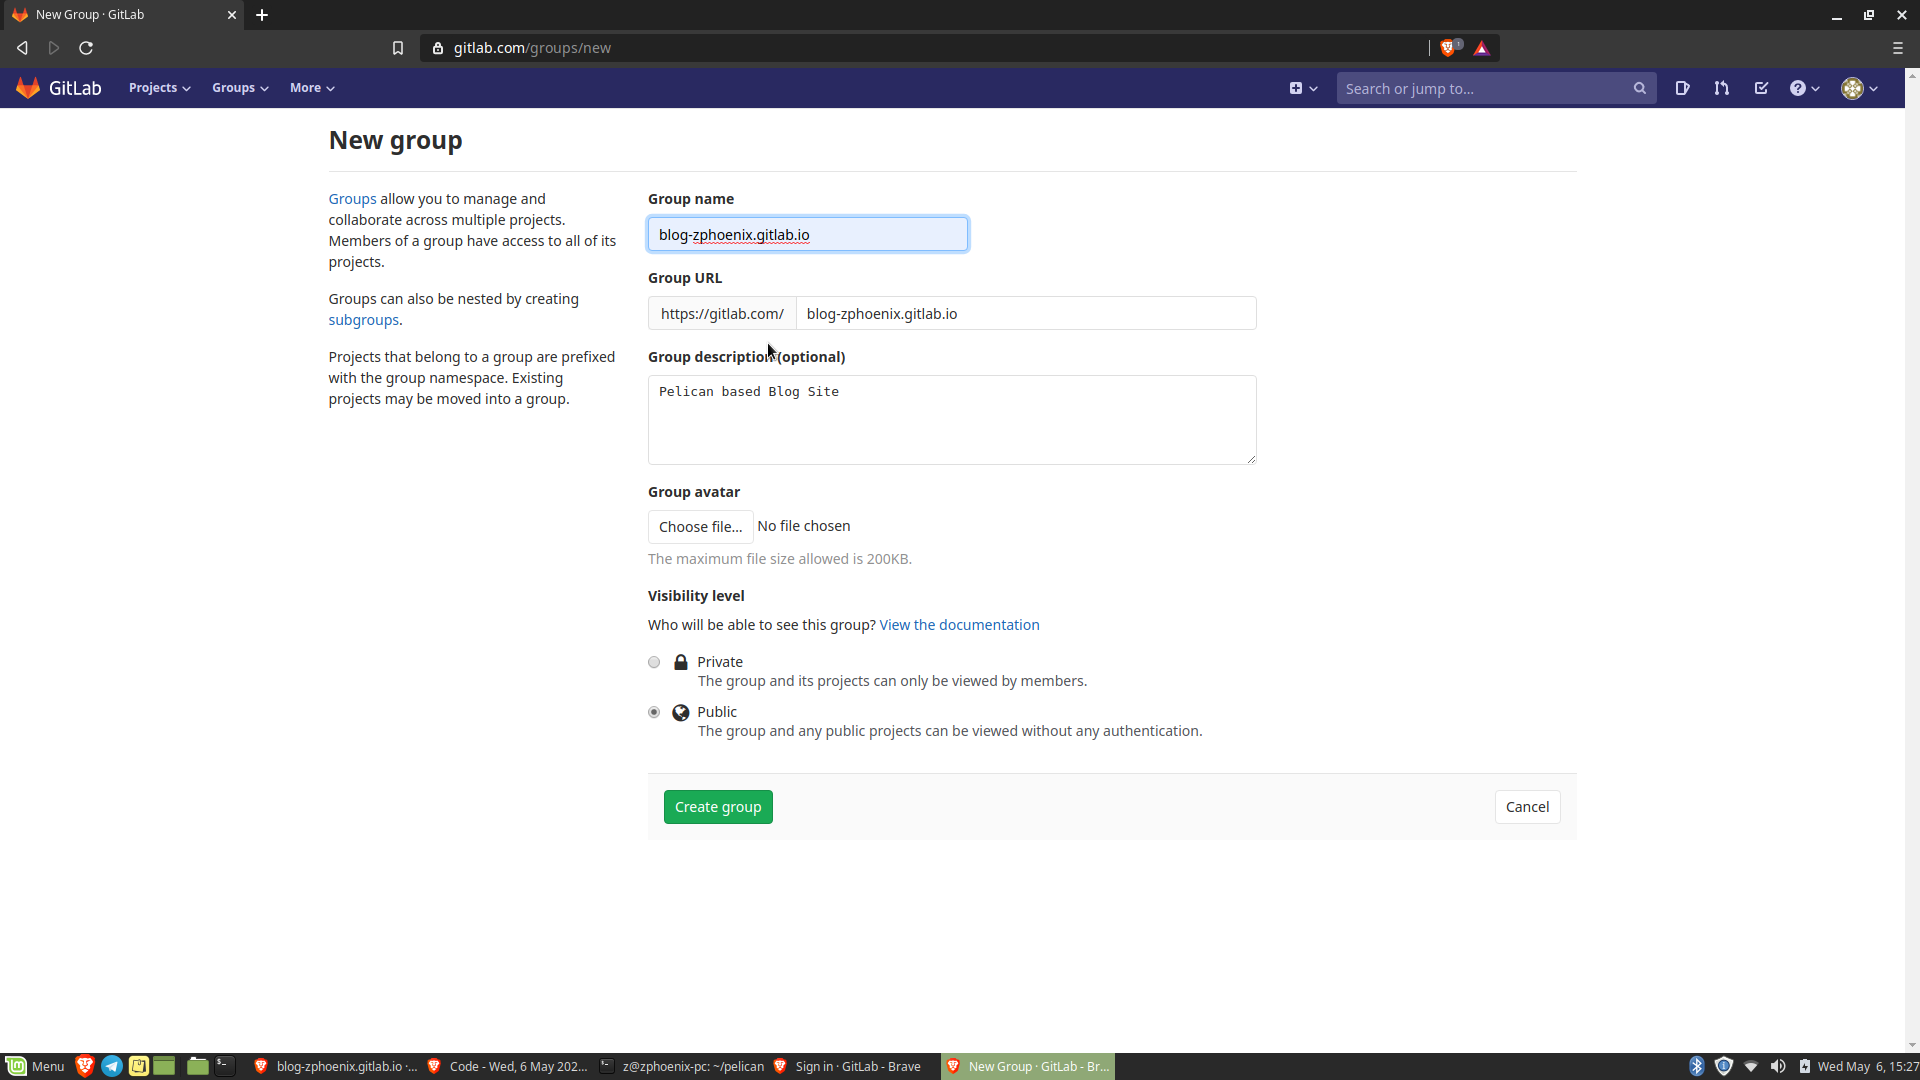 New Group · GitLab
gitlab.com/groups/new
1
GitLab
Projects
Groups
More
Search or jump to...
New group
Groups allow you to manage and
collaborate across multiple projects.
Members of a group have access to all of its
projects.
Groups can also be nested by creating
subgroups.
Projects that belong to a group are prefixed
with the group namespace. Existing
projects may be moved into a group.
Group name
blog-zphoenix.gitlab.io
Group URL
https://gitlab.com/ blog-zphoenix.gitlab.io
Group description (optional)
Pelican based Blog Site
Group avatar
Choose file... No file chosen
The maximum file size allowed is 200KB.
Visibility level
Who will be able to see this group? View the documentation
Private
The group and its projects can only be viewed by members.
Public
The group and any public projects can be viewed without any authentication.
Create group
Cancel
Menu
blog-zphoenix.gitlab.io ·...
Code - Wed, 6 May 202...
z@zphoenix-pc: ~/pelican
Sign in · GitLab - Brave
New Group · GitLab - Br...
Wed May 6, 15:27